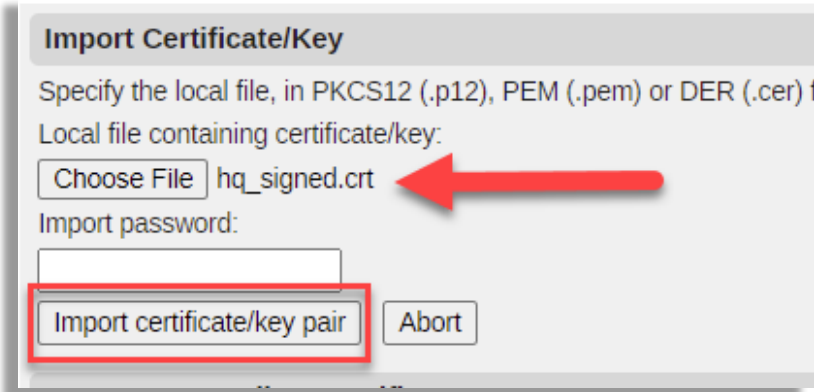 Import Certificate/Key
Specify the local file, in PKCS12 (.p12), PEM (.pem) or DER (.cer)
Local file containing certificate/key:
Choose File hq_signed.crt
Import password:
Import certificate/key pair Abort